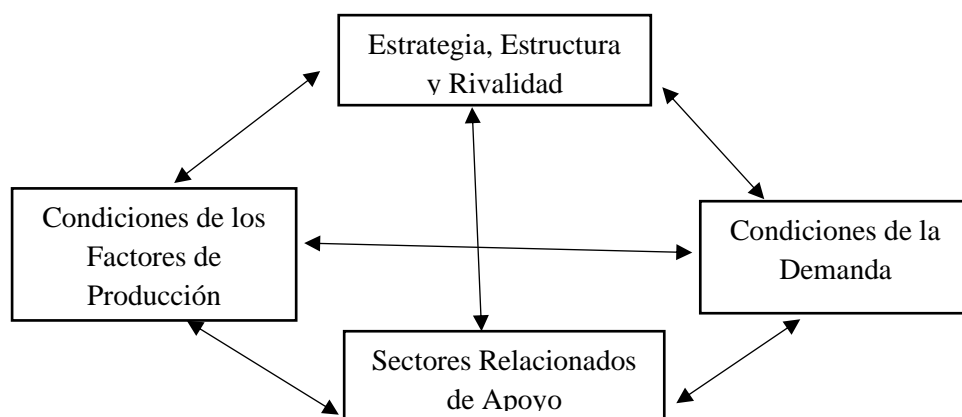 Estrategia, Estructura
y Rivalidad
Condiciones de los
Factores de
Producción
Condiciones de la
Demanda
Sectores Relacionados
de Apoyo